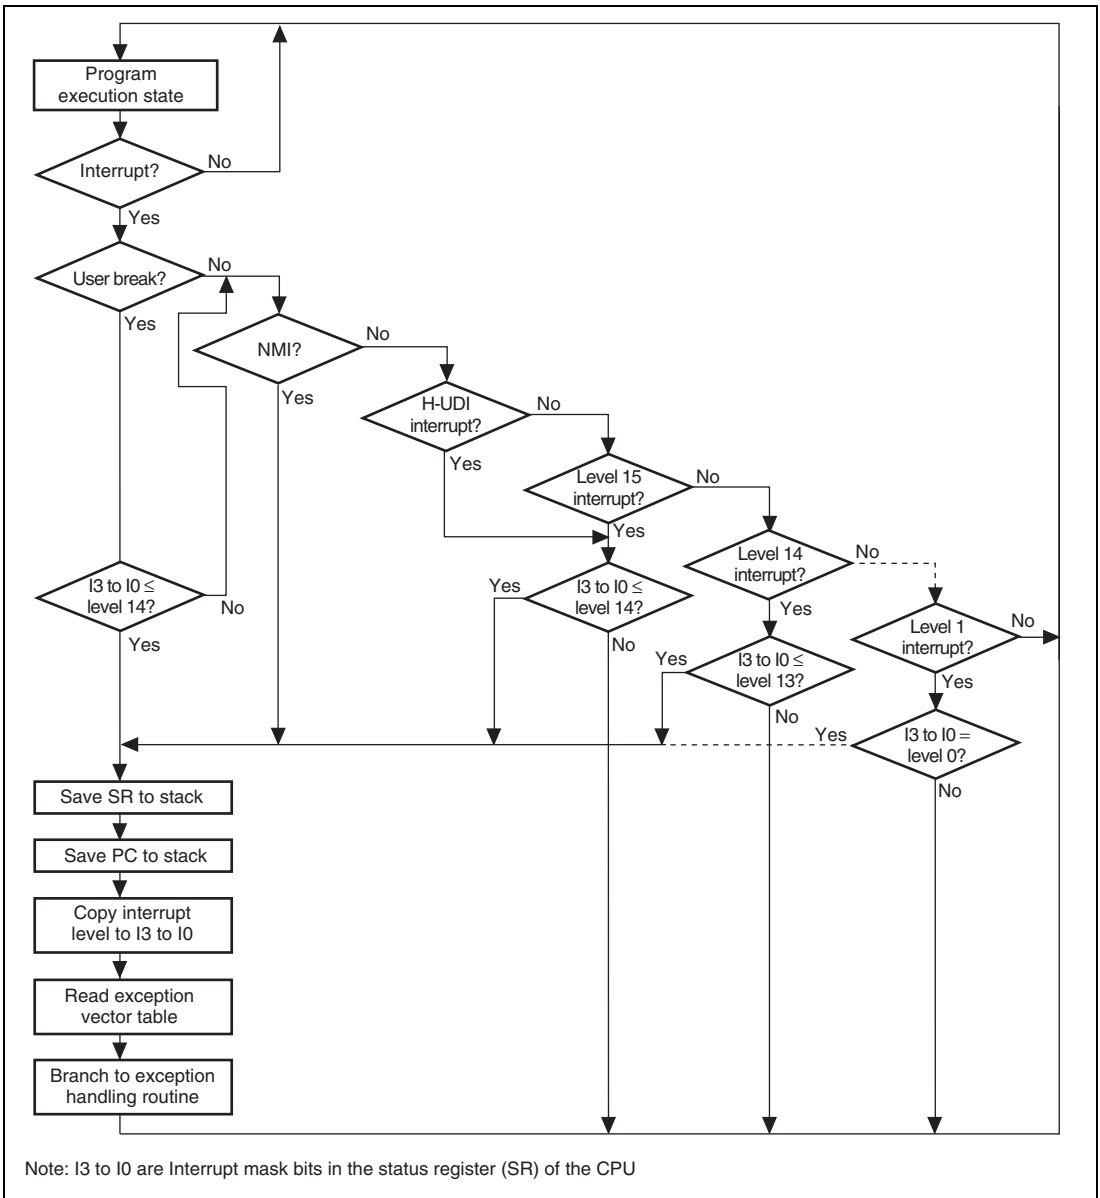 Program
execution state
Interrupt?
No
Yes
User break?
No
Yes
NMI?
No
Yes
H-UDI
interrupt?
No
Yes
Level 15
interrupt?
No
Yes
Level 14
interrupt?
No
Yes
I3 to I0 ≤
level 14?
No
Yes
Yes
I3 to I0 ≤
level 14?
No
Level 1
interrupt?
No
Yes
Yes
I3 to I0 ≤
level 13?
No
Yes
I3 to I0 =
level 0?
No
Save SR to stack
Save PC to stack
Copy interrupt
level to I3 to I0
Read exception
vector table
Branch to exception
handling routine
Note: I3 to I0 are Interrupt mask bits in the status register (SR) of the CPU